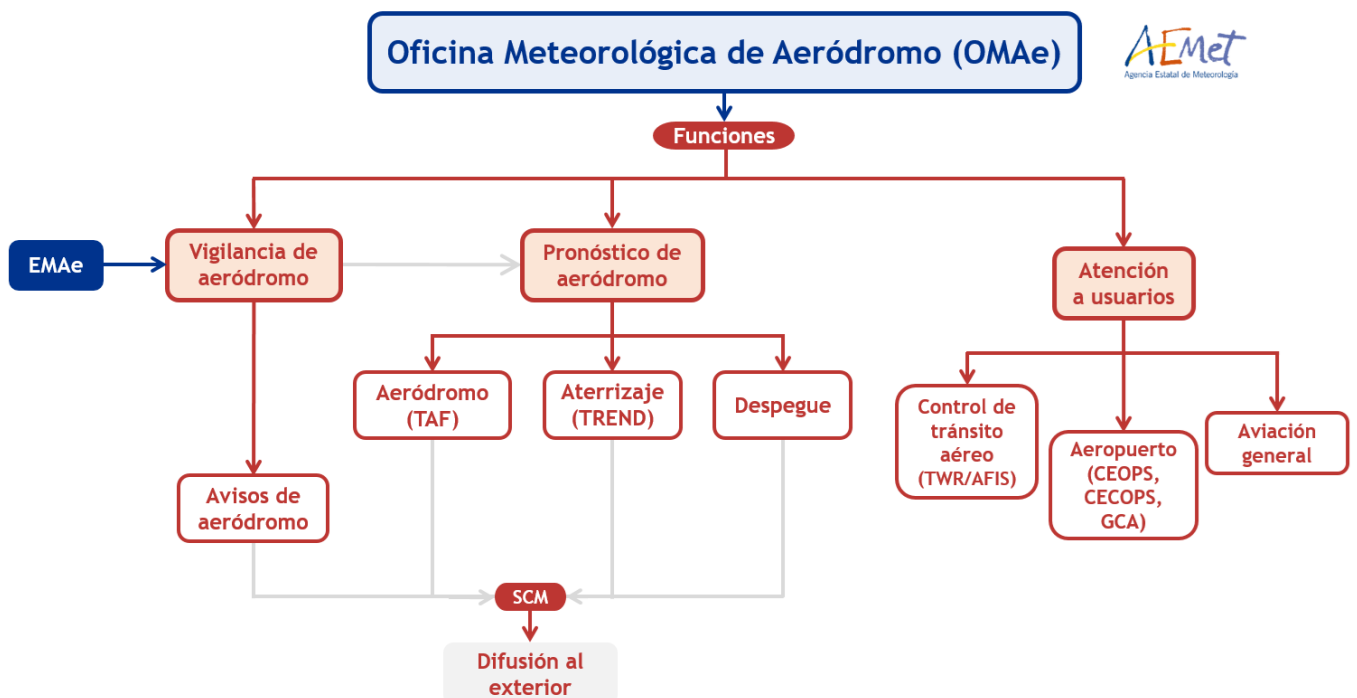 Oficina Meteorológica de Aeródromo (OMAe)
AEMet
Agencia Estatal de Meteorología
Funciones
EMAe
Vigilancia de
aeródromo
Pronóstico de
aeródromo
Atención
a usuarios
Aeródromo
(TAF)
Aterrizaje
(TREND)
Despegue
Control de
tránsito
aéreo
(TWR/AFIS)
Aeropuerto
(CEOPS,
CECOPS,
GCA)
Aviación
general
Avisos de
aeródromo
SCM
Difusión al
exterior